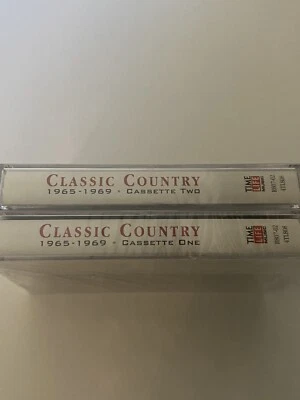 CLASSIC COUNTRY
1965-1969 · CASSETTE TWO
TIME
LIFE
CLASSIC COUNTRY
1965-1969 · CASSETTE ONE
TIME
LIFE